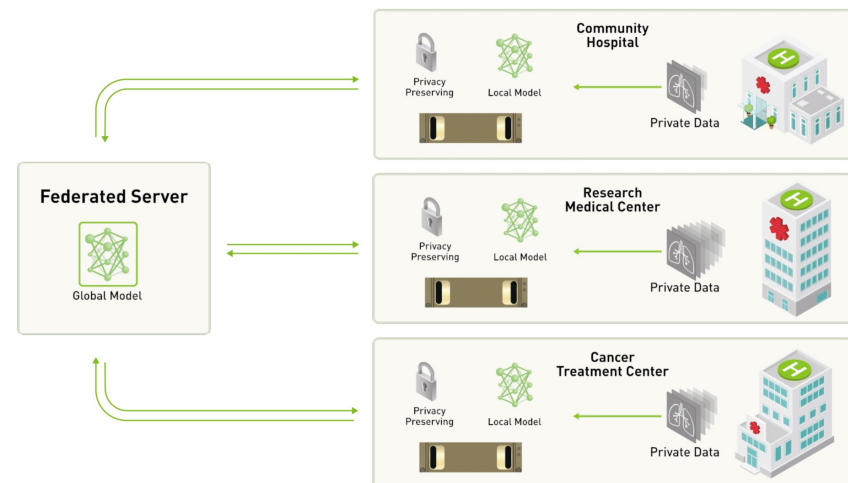 Community
Hospital
Privacy
Preserving
Local Model
Private Data
H
Federated Server
Global Model
Research
Medical Center
Privacy
Preserving
Local Model
Private Data
H
Cancer
Treatment Center
Privacy
Preserving
Local Model
Private Data
H